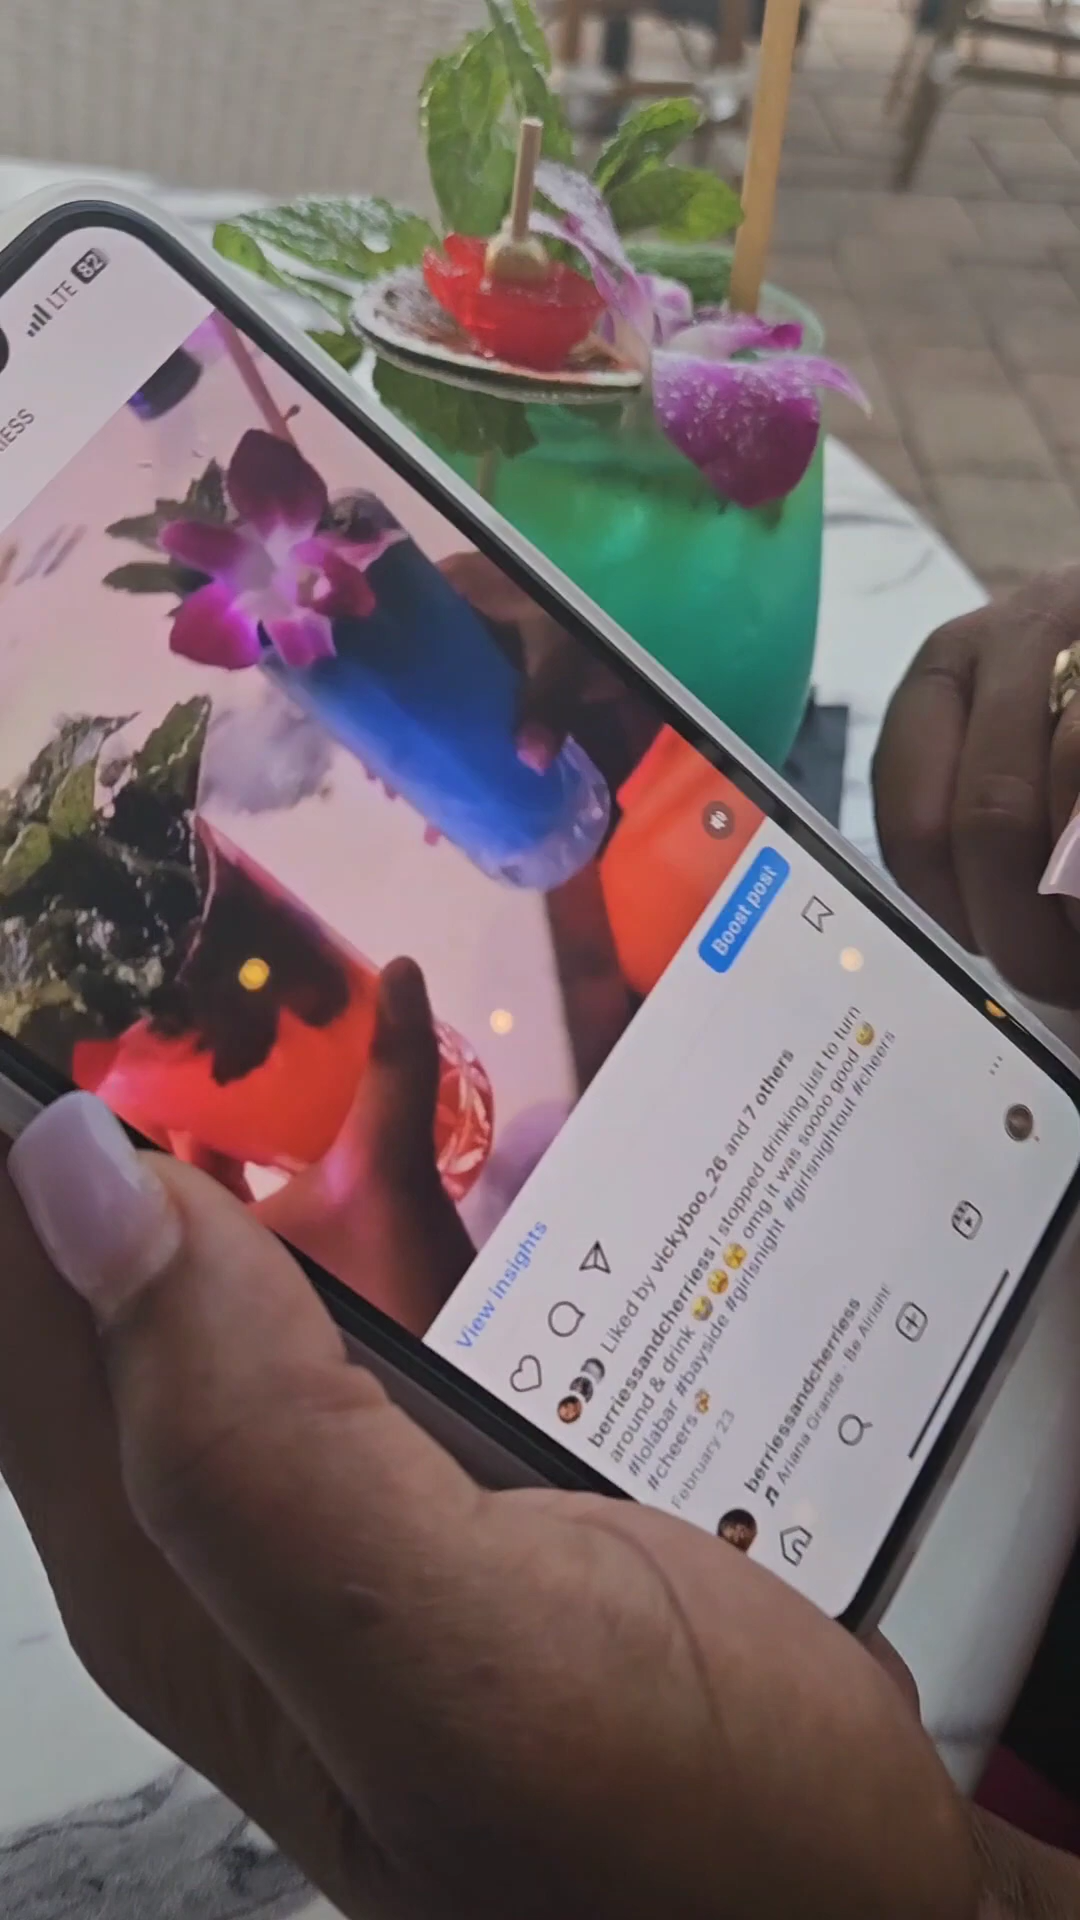 LTE 82
Boost post
View insights
Liked by vickyboo_26 and 7 others
berriessandcherriess I stopped drinking just to turn
around & drink 😂😩😩 omg it was soooo good 😆
#lolabar #bayside #girlsnight #girlsnightout #cheers
#cheers🍻
February 23
berriessandcherriess
Ariana Grande · Be Alright